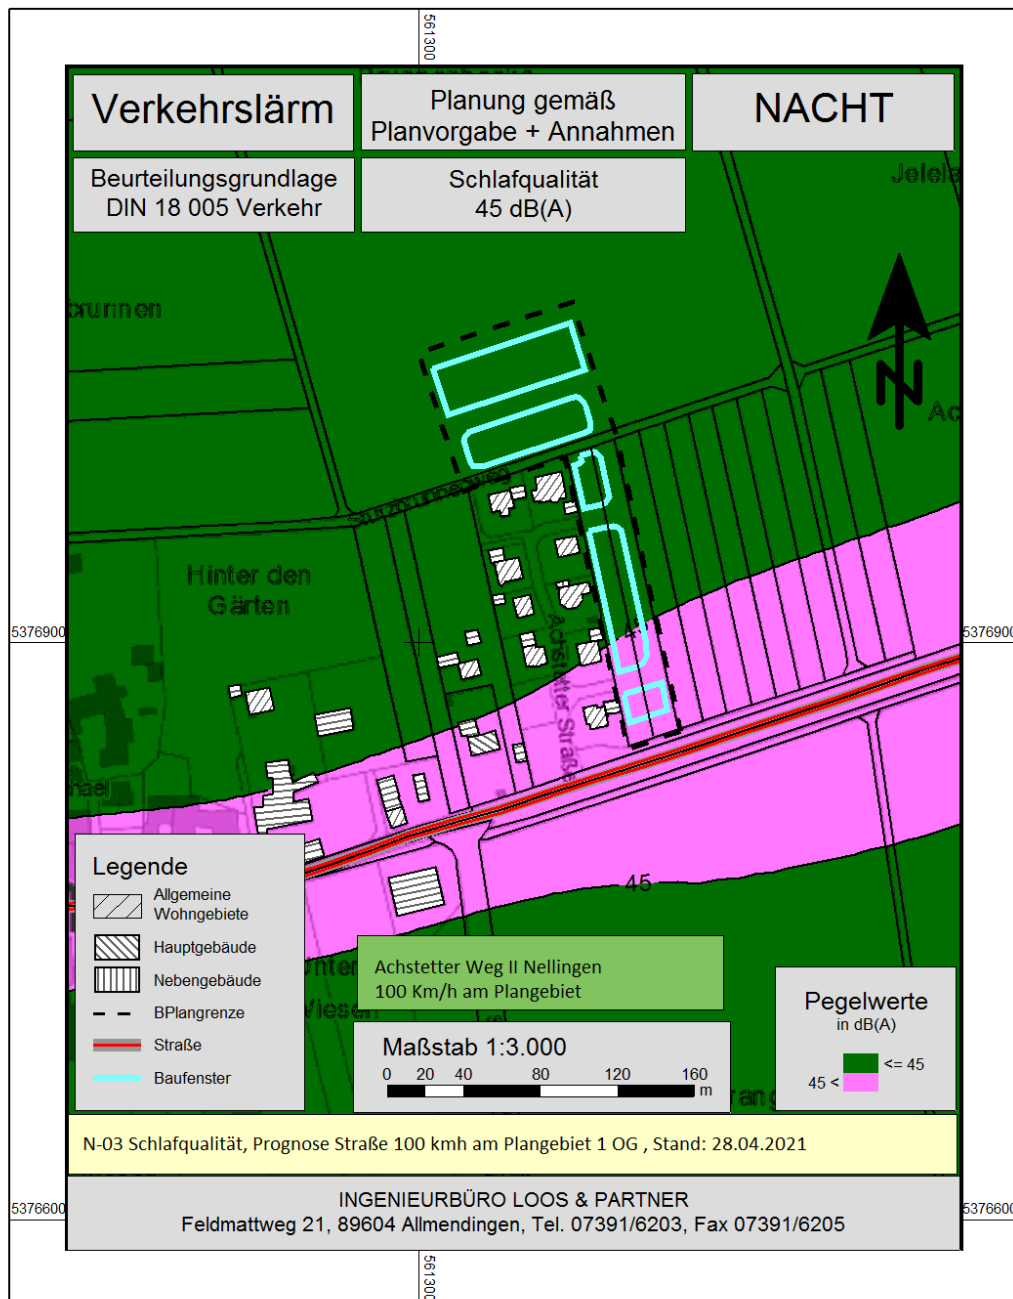 561300
Verkehrslärm
Planung gemäß
Planvorgabe + Annahmen
NACHT
Beurteilungsgrundlage
DIN 18 005 Verkehr
Schlafqualität
45 dB(A)
N
Hinter den
Gärten
Achstetter Straße
5376900
5376900
45
Legende
Allgemeine
Wohngebiete
Hauptgebäude
Nebengebäude
BPlangrenze
Straße
Baufenster
Achstetter Weg II Nellingen
100 Km/h am Plangebiet
Maßstab 1:3.000
0 20 40 80 120 160
m
Pegelwerte
in dB(A)
<= 45
45 <
N-03 Schlafqualität, Prognose Straße 100 kmh am Plangebiet 1 OG , Stand: 28.04.2021
5376600
5376600
INGENIEURBÜRO LOOS & PARTNER
Feldmattweg 21, 89604 Allmendingen, Tel. 07391/6203, Fax 07391/6205
561300